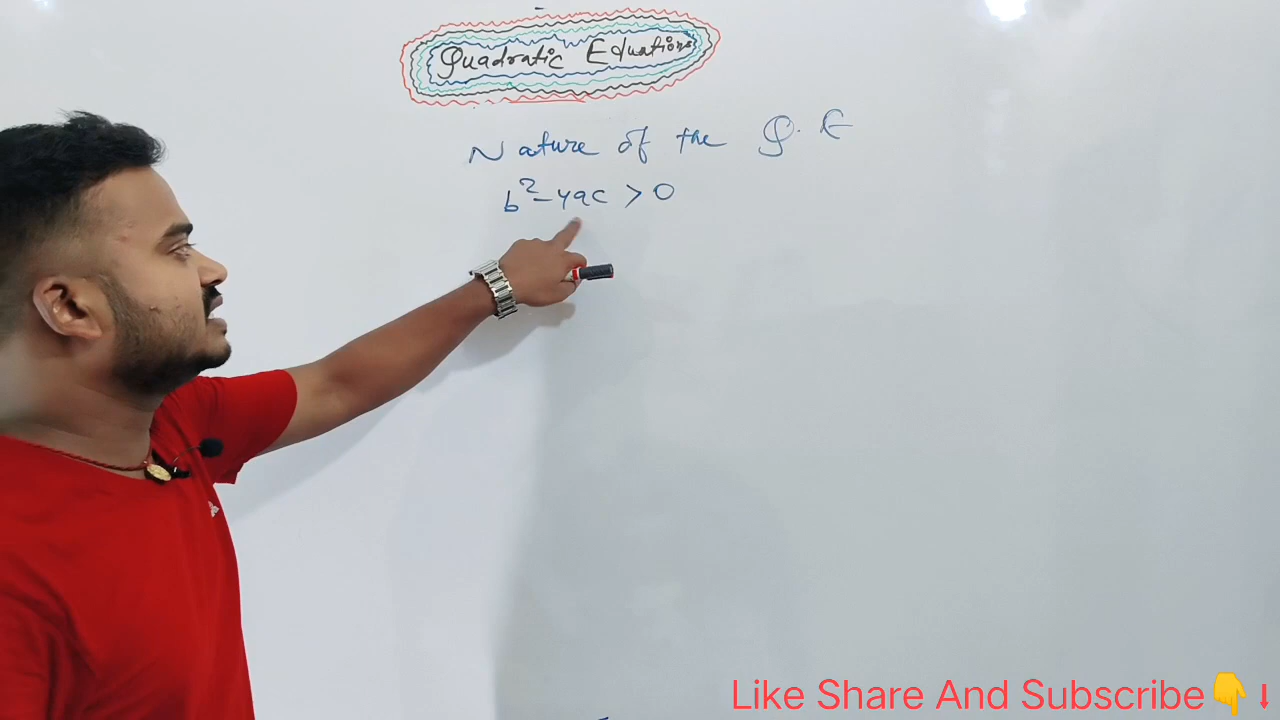 Quadratic Equations
Nature of the Q. E
b²-4ac > 0
Like Share And Subscribe👇↓